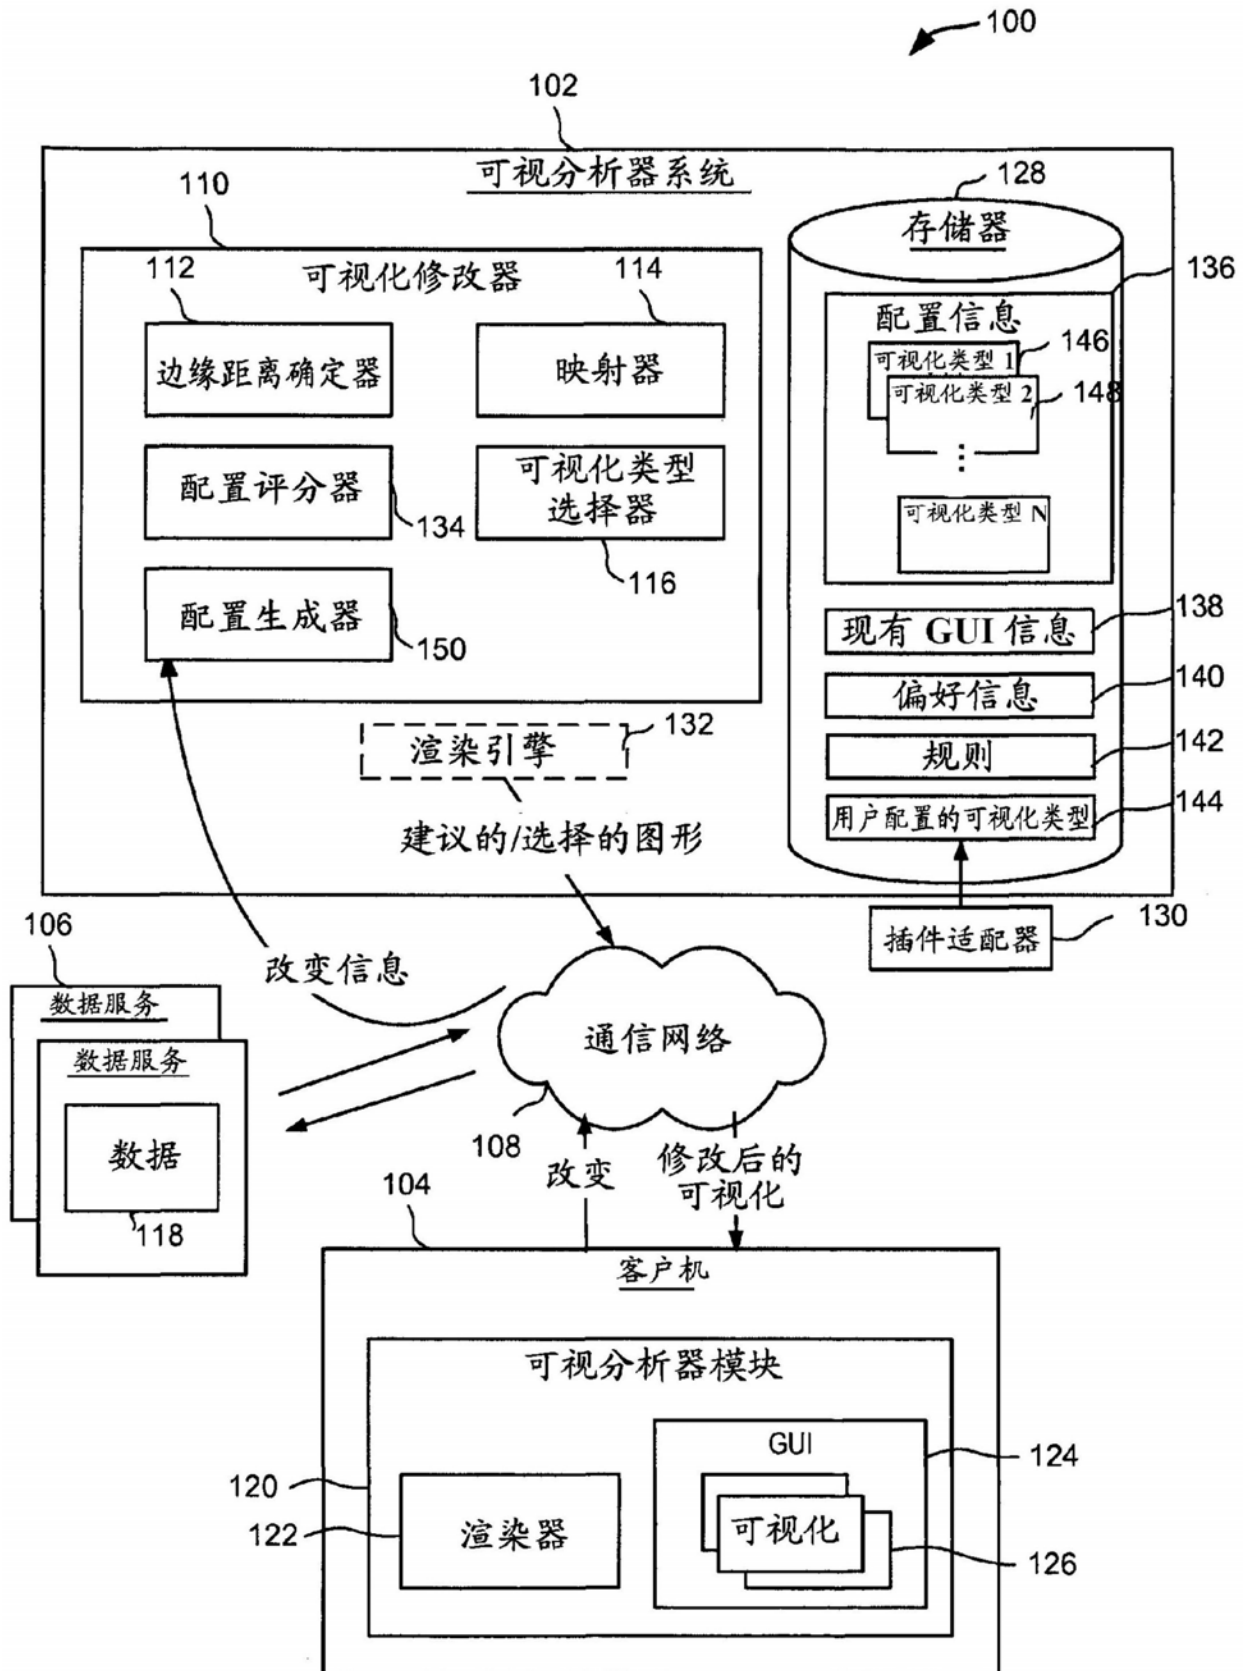 100
102
可视分析器系统
110
128
存储器
可视化修改器
112
114
136
边缘距离确定器
映射器
配置信息
可视化类型 1
146
可视化类型 2
148
可视化类型 N
配置评分器
134
可视化类型
选择器
116
配置生成器
150
138
现有 GUI 信息
140
偏好信息
142
规则
144
用户配置的可视化类型
渲染引擎
132
建议的/选择的图形
130
插件适配器
改变信息
106
数据服务
数据服务
数据
118
通信网络
108
改变
修改后的
可视化
104
客户机
可视分析器模块
120
122
渲染器
GUI
124
可视化
126